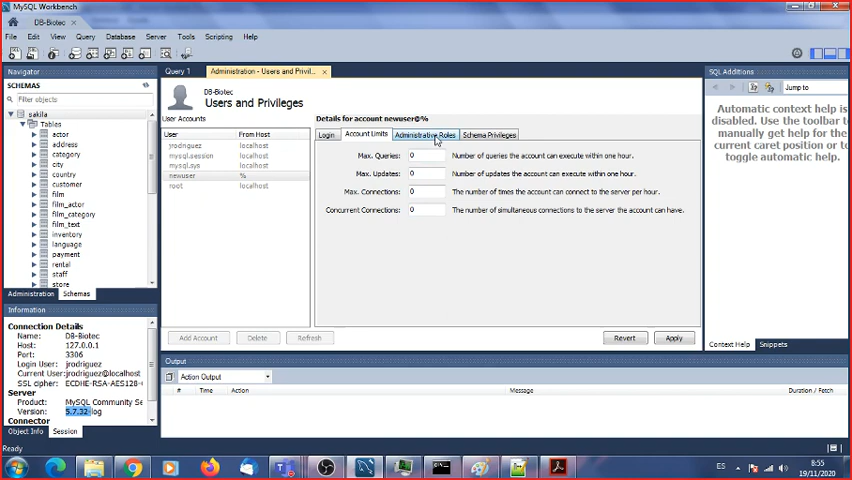 MySQL Workbench
DB-Biotec
File Edit View Query Database Server Tools Scripting Help
Navigator
SCHEMAS
Filter objects
sakila
Tables
actor
address
category
city
country
customer
film
film_actor
film_category
film_text
inventory
language
payment
rental
staff
store
Administration Schemas
Information
Connection Details
Name: DB-Biotec
Host: 127.0.0.1
Port: 3306
Login User: jrodriguez
Current User: jrodriguez@localhost
SSL cipher: ECDHE-RSA-AES128-
Server
Product: MySQL Community Se
Version: 5.7.32-log
Connector
Object Info Session
Query 1 Administration - Users and Privil...
DB-Biotec
Users and Privileges
User Accounts
User From Host
jrodriguez localhost
mysql.session localhost
mysql.sys localhost
newuser %
root localhost
Add Account Delete Refresh
Details for account newuser@%
Login Account Limits Administrative Roles Schema Privileges
Max. Queries: 0 Number of queries the account can execute within one hour.
Max. Updates: 0 Number of updates the account can execute within one hour.
Max. Connections: 0 The number of times the account can connect to the server per hour.
Concurrent Connections: 0 The number of simultaneous connections to the server the account can have.
Revert Apply
SQL Additions
Jump to
Automatic context help is
disabled. Use the toolbar to
manually get help for the
current caret position or to
toggle automatic help.
Context Help Snippets
Output
Action Output
# Time Action Message Duration / Fetch
Ready
ES 8:55
19/11/2020